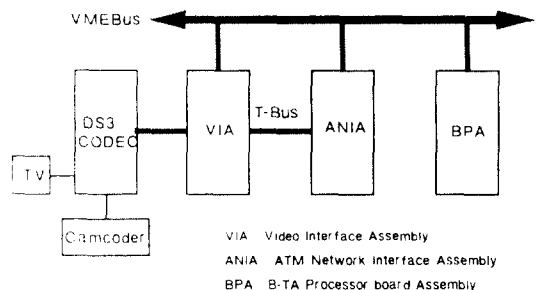 VMEBus
DS3
CODEC
VIA
T-Bus
ANIA
BPA
TV
Camcoder
VIA Video Interface Assembly
ANIA ATM Network Interface Assembly
BPA B-TA Processor board Assembly